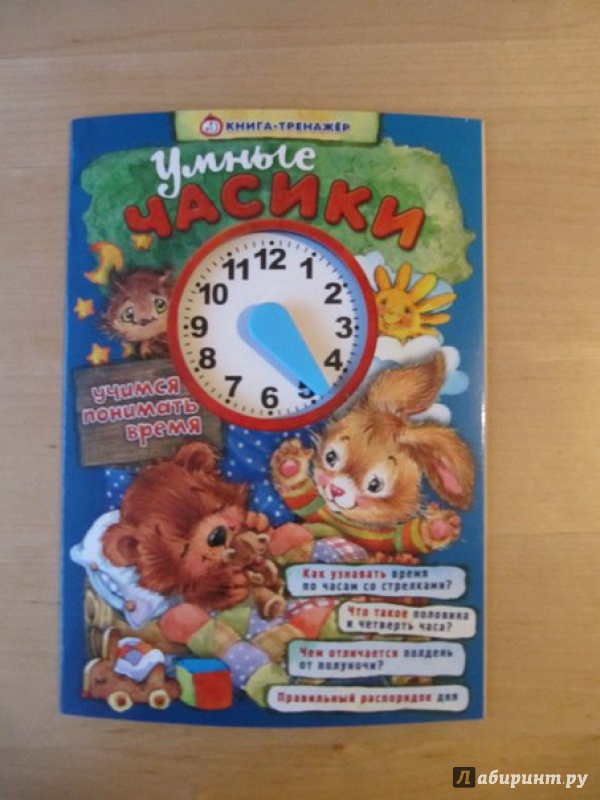 КНИГА-ТРЕНАЖЁР
Умные
ЧАСИКИ
12
1
2
3
4
5
6
7
8
9
10
11
учимся
понимать
время
Как узнавать время
по часам со стрелками?
Что такое половина
и четверть часа?
Чем отличается полдень
от полуночи?
Правильный распорядок дня
Лабиринт.ру